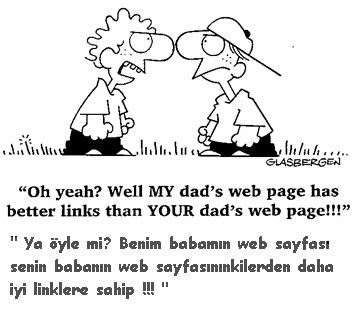 GLASBERGEN
“Oh yeah? Well MY dad’s web page has
better links than YOUR dad’s web page!!!”
" Ya öyle mi? Benim babamın web sayfası
senin babanın web sayfasınınkilerden daha
iyi linklere sahip !!! "